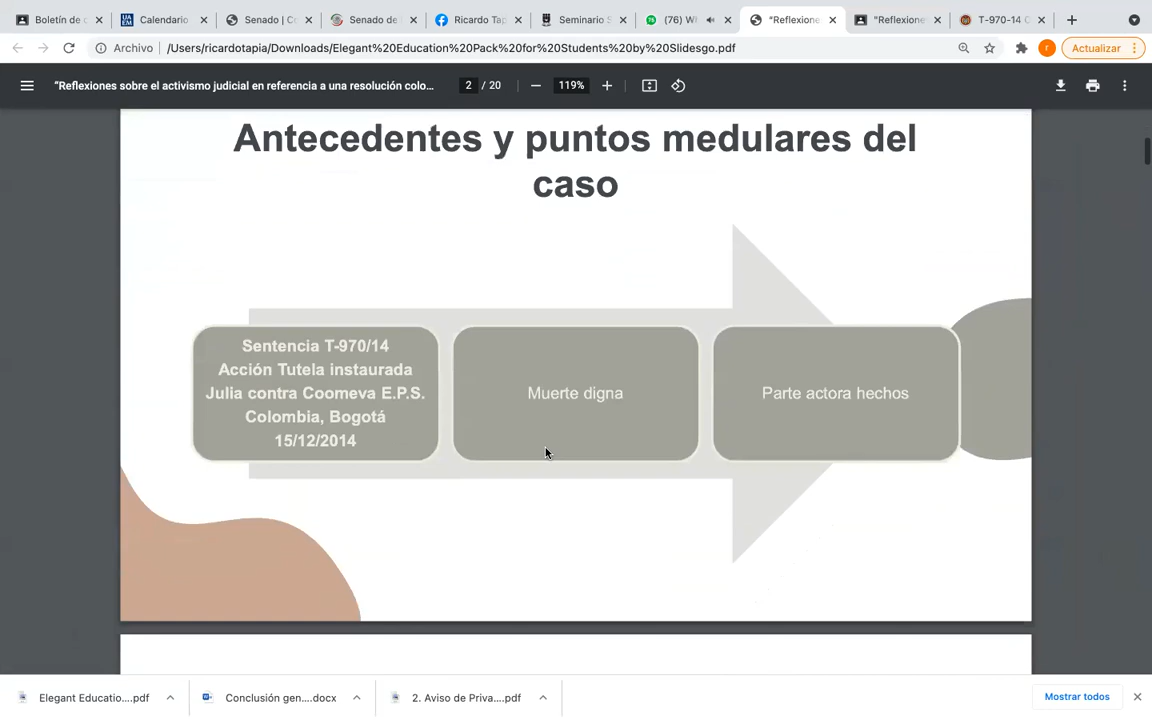 Boletín de c
Calendario
Senado | C
Senado de
Ricardo Tap
Seminario S
(76) W
"Reflexione
"Reflexione
T-970-14 C
Archivo
/Users/ricardotapia/Downloads/Elegant%20Education%20Pack%20for%20Students%20by%20Slidesgo.pdf
r
Actualizar
"Reflexiones sobre el activismo judicial en referencia a una resolución colo...
2 / 20
119%
Antecedentes y puntos medulares del
caso
Sentencia T-970/14
Acción Tutela instaurada
Julia contra Coomeva E.P.S.
Colombia, Bogotá
15/12/2014
Muerte digna
Parte actora hechos
Elegant Educatio....pdf
Conclusión gen....docx
2. Aviso de Priva....pdf
Mostrar todos